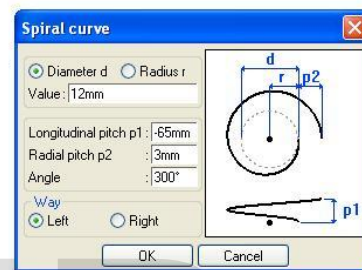 Spiral curve
Diameter d Radius r
Value : 12mm
Longitudinal pitch p1 : -65mm
Radial pitch p2 : 3mm
Angle : 300°
Way
Left Right
d
r p2
p1
OK Cancel